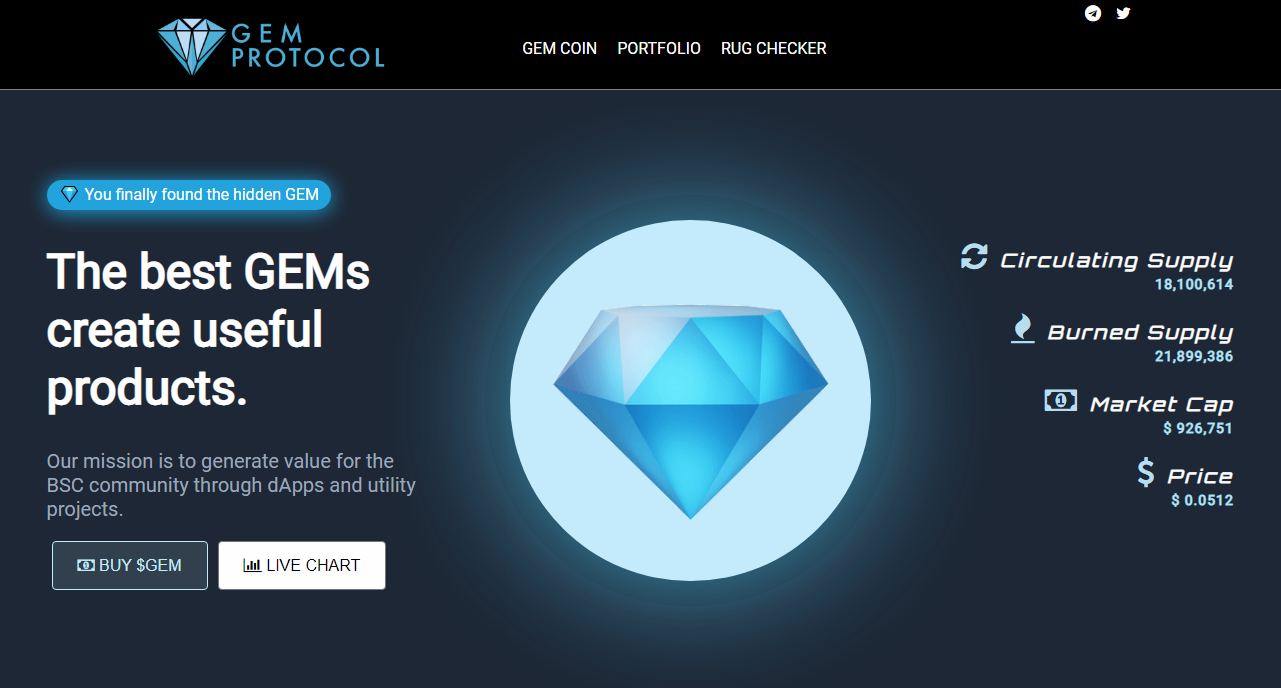 GEM
PROTOCOL
GEM COIN PORTFOLIO RUG CHECKER
You finally found the hidden GEM
The best GEMs
create useful
products.
Our mission is to generate value for the
BSC community through dApps and utility
projects.
BUY $GEM LIVE CHART
Circulating Supply
18,100,614
Burned Supply
21,899,386
1 Market Cap
$ 926,751
$ Price
$ 0.0512